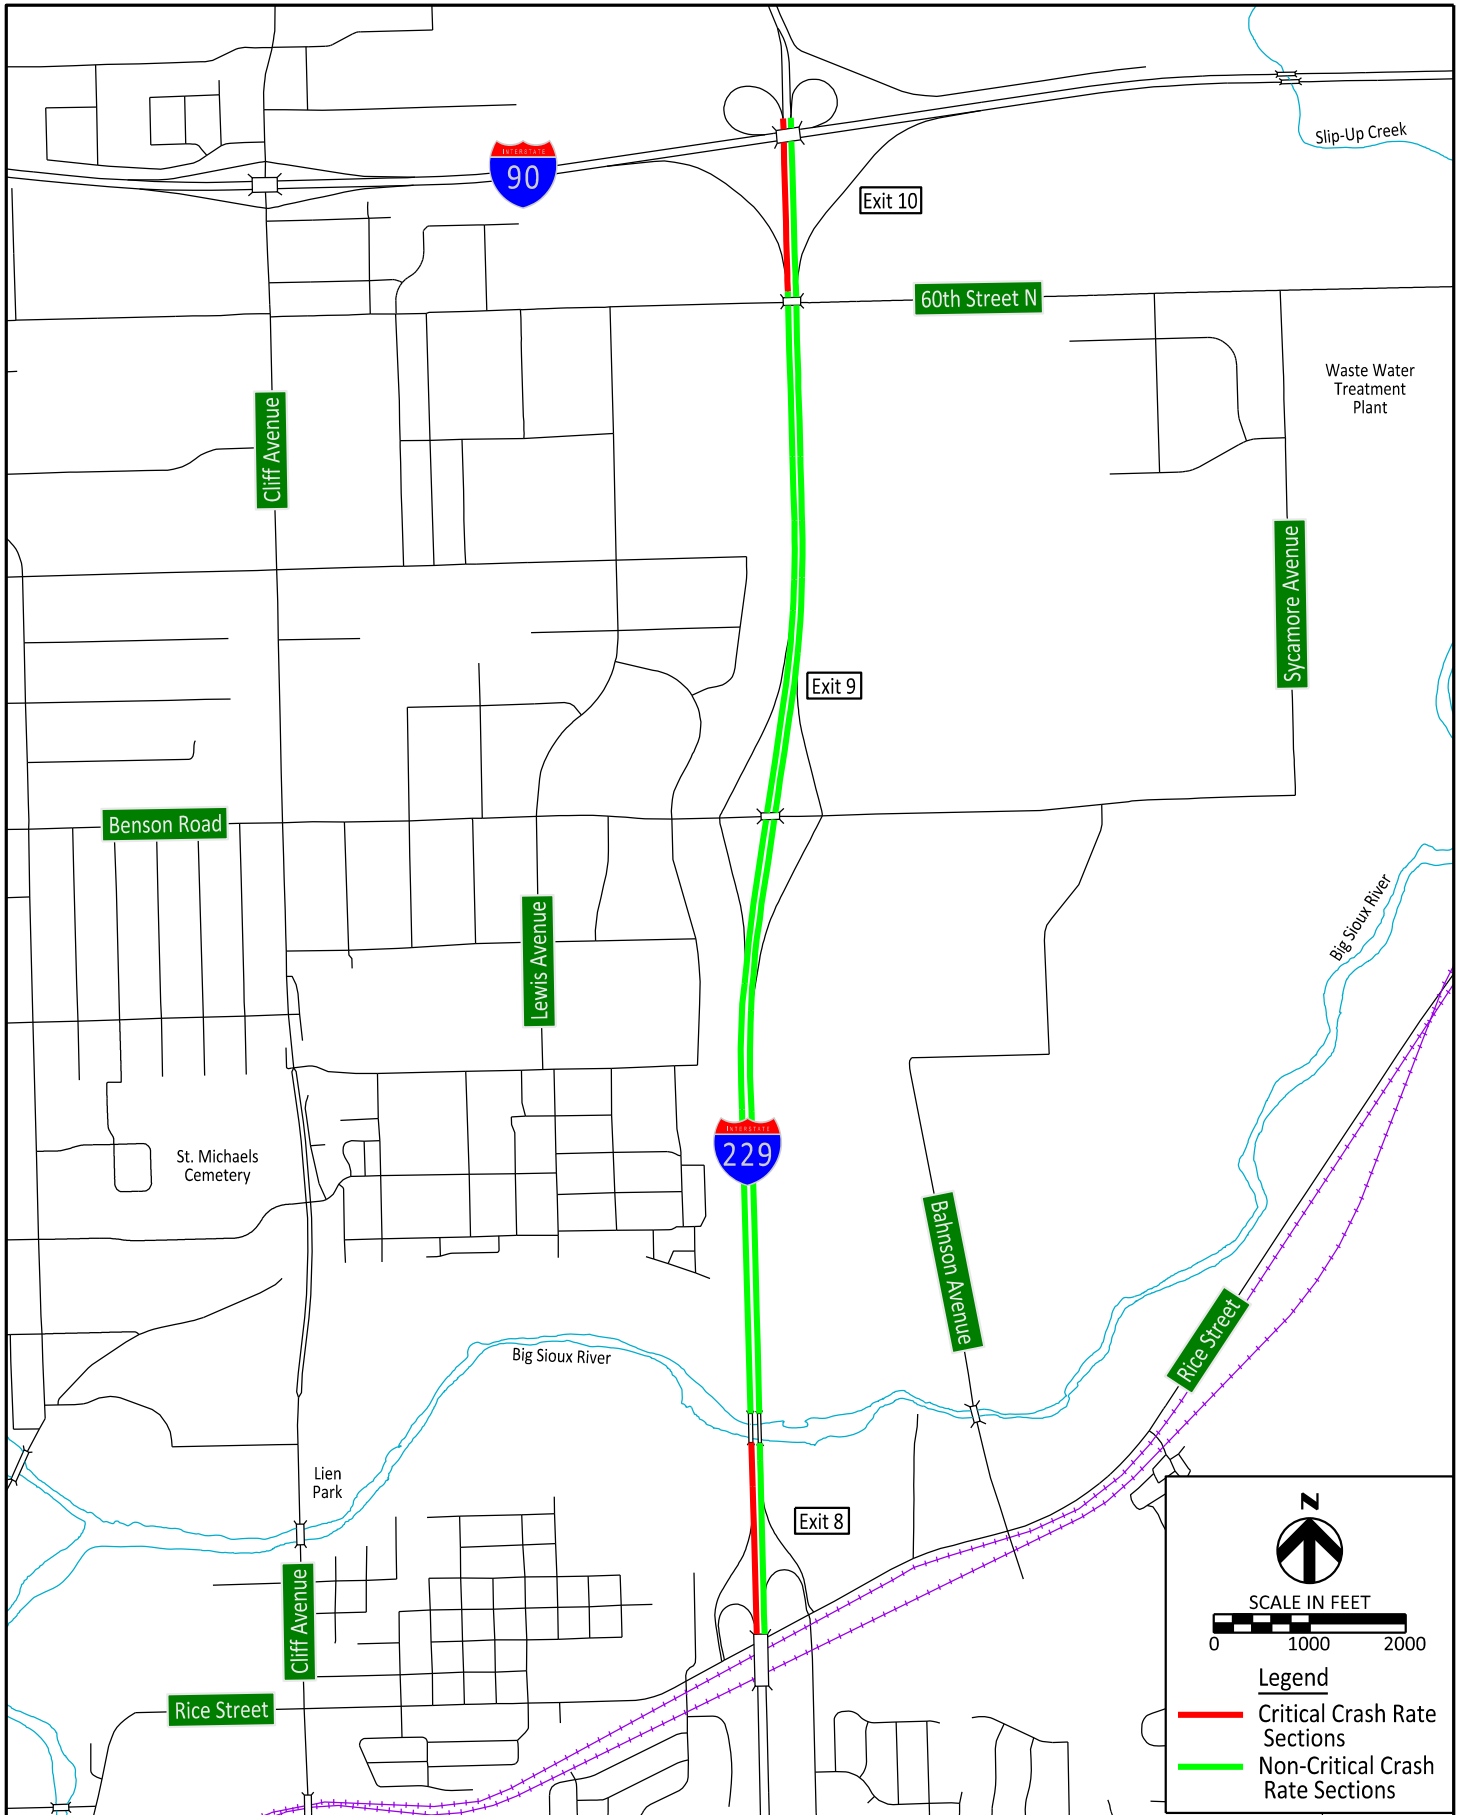 Slip-Up Creek
INTERSTATE
90
Exit 10
60th Street N
Waste Water
Treatment
Plant
Cliff Avenue
Sycamore Avenue
Exit 9
Benson Road
Big Sioux River
Lewis Avenue
INTERSTATE
229
St. Michaels
Cemetery
Bahnson Avenue
Rice Street
Big Sioux River
Lien
Park
Exit 8
Cliff Avenue
Rice Street
N
SCALE IN FEET
0 1000 2000
Legend
Critical Crash Rate
Sections
Non-Critical Crash
Rate Sections